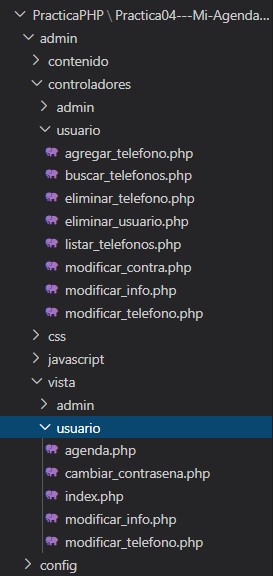 PracticaPHP \ Practica04---Mi-Agenda...
admin
contenido
controladores
admin
usuario
agregar_telefono.php
buscar_telefonos.php
eliminar_telefono.php
eliminar_usuario.php
listar_telefonos.php
modificar_contra.php
modificar_info.php
modificar_telefono.php
css
javascript
vista
admin
usuario
agenda.php
cambiar_contrasena.php
index.php
modificar_info.php
modificar_telefono.php
config